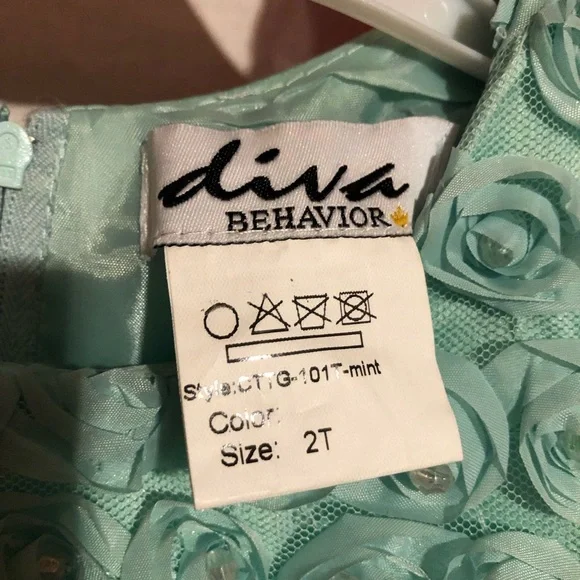 diva
BEHAVIOR
Style:CTTG-101T-mint
Color:
Size: 2T